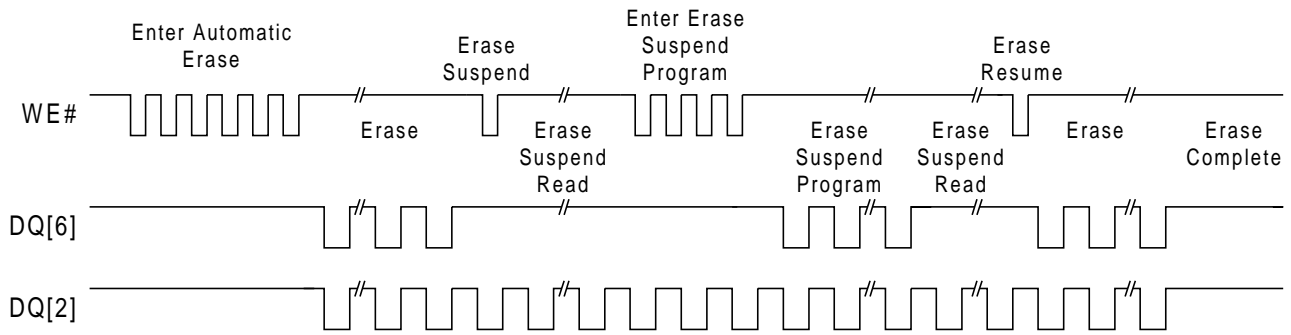 Enter Automatic
Erase
Erase
Suspend
Enter Erase
Suspend
Program
Erase
Resume
WE#
Erase
Erase
Suspend
Read
Erase
Suspend
Program
Erase
Suspend
Read
Erase
Erase
Complete
DQ[6]
DQ[2]